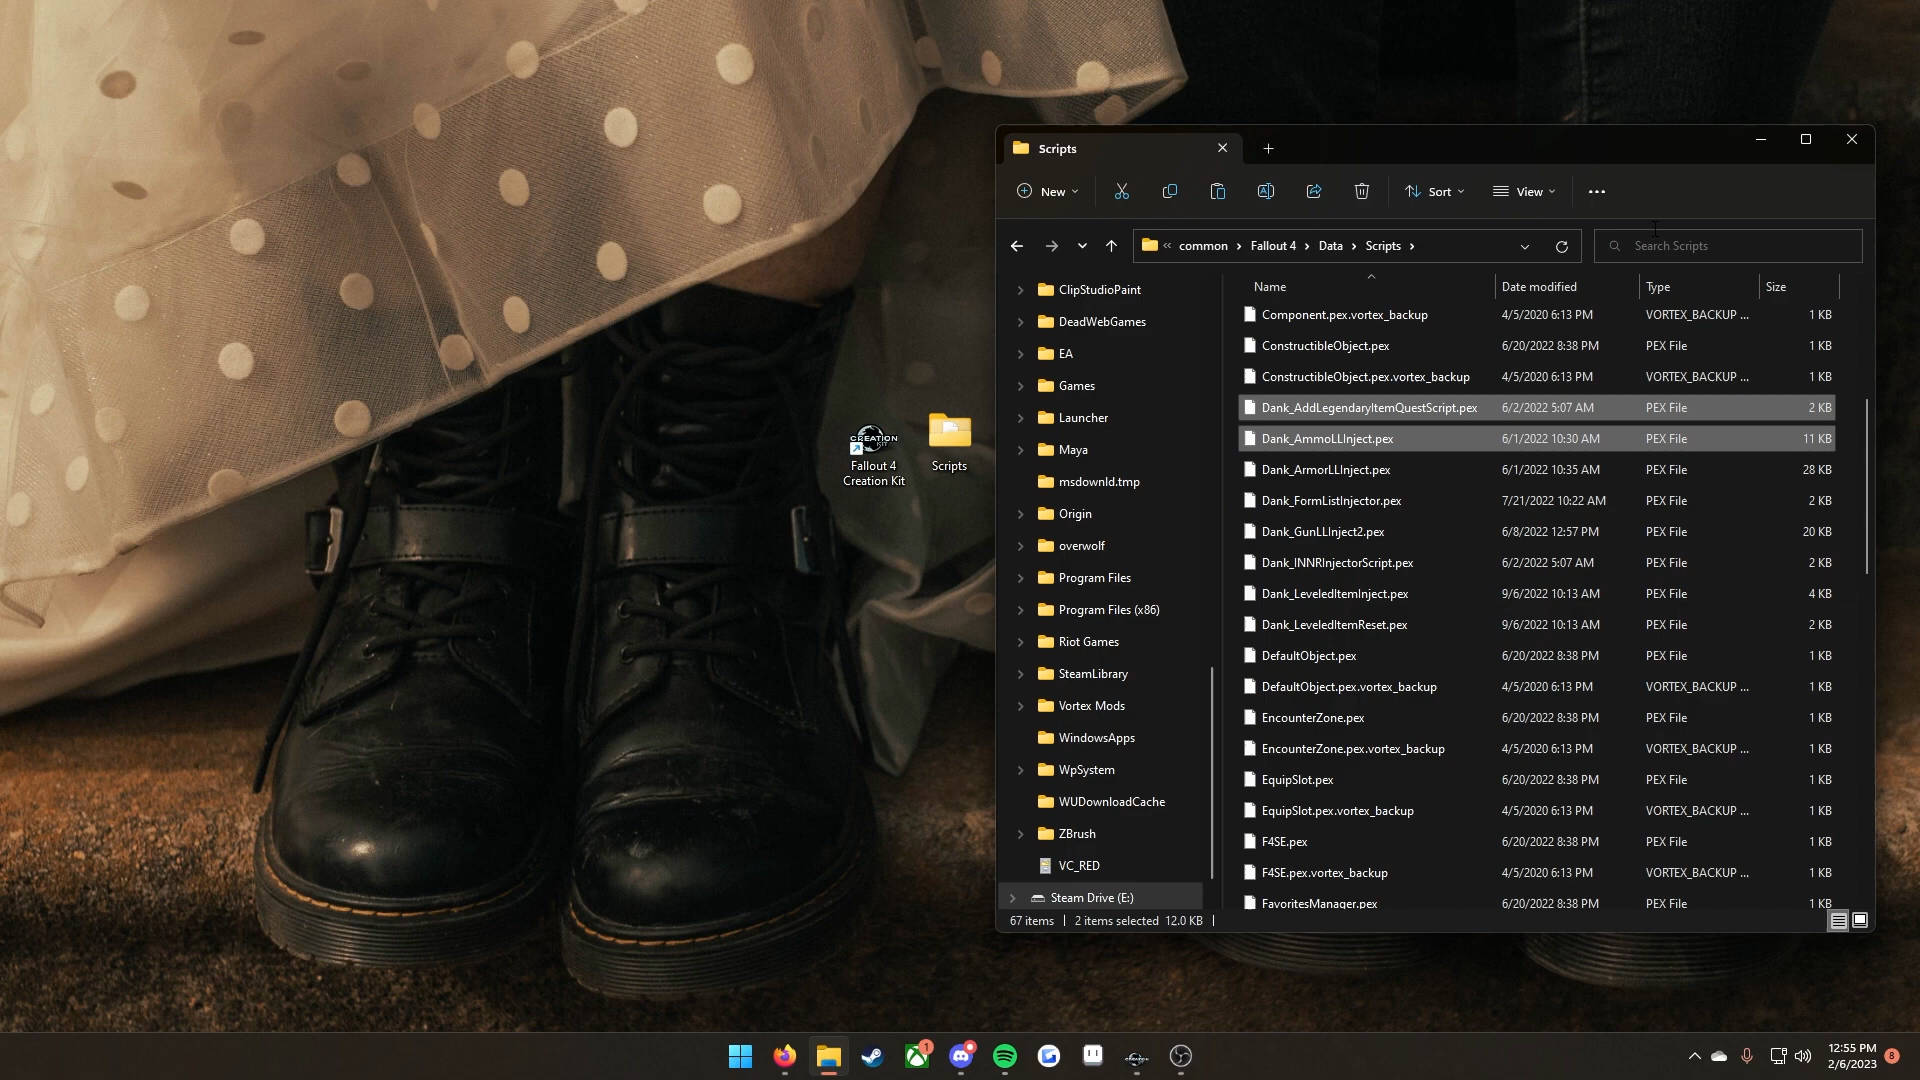 Scripts
New
Sort
View
«
common
Fallout 4
Data
Scripts
Search Scripts
ClipStudioPaint
DeadWebGames
EA
Games
Launcher
Maya
msdownld.tmp
Origin
overwolf
Program Files
Program Files (x86)
Riot Games
SteamLibrary
Vortex Mods
WindowsApps
WpSystem
WUDownloadCache
ZBrush
VC_RED
Steam Drive (E:)
Name Date modified Type Size
Component.pex.vortex_backup 4/5/2020 6:13 PM VORTEX_BACKUP ... 1 KB
ConstructibleObject.pex 6/20/2022 8:38 PM PEX File 1 KB
ConstructibleObject.pex.vortex_backup 4/5/2020 6:13 PM VORTEX_BACKUP ... 1 KB
Dank_AddLegendaryItemQuestScript.pex 6/2/2022 5:07 AM PEX File 2 KB
Dank_AmmoLLInject.pex 6/1/2022 10:30 AM PEX File 11 KB
Dank_ArmorLLInject.pex 6/1/2022 10:35 AM PEX File 28 KB
Dank_FormListInjector.pex 7/21/2022 10:22 AM PEX File 2 KB
Dank_GunLLInject2.pex 6/8/2022 12:57 PM PEX File 20 KB
Dank_INNRInjectorScript.pex 6/2/2022 5:07 AM PEX File 2 KB
Dank_LeveledItemInject.pex 9/6/2022 10:13 AM PEX File 4 KB
Dank_LeveledItemReset.pex 9/6/2022 10:13 AM PEX File 2 KB
DefaultObject.pex 6/20/2022 8:38 PM PEX File 1 KB
DefaultObject.pex.vortex_backup 4/5/2020 6:13 PM VORTEX_BACKUP ... 1 KB
EncounterZone.pex 6/20/2022 8:38 PM PEX File 1 KB
EncounterZone.pex.vortex_backup 4/5/2020 6:13 PM VORTEX_BACKUP ... 1 KB
EquipSlot.pex 6/20/2022 8:38 PM PEX File 1 KB
EquipSlot.pex.vortex_backup 4/5/2020 6:13 PM VORTEX_BACKUP ... 1 KB
F4SE.pex 6/20/2022 8:38 PM PEX File 1 KB
F4SE.pex.vortex_backup 4/5/2020 6:13 PM VORTEX_BACKUP ... 1 KB
FavoritesManager.pex 6/20/2022 8:38 PM PEX File 1 KB
67 items | 2 items selected 12.0 KB |
CREATION
Fallout 4
Creation Kit
Scripts
1
12:55 PM
2/6/2023
8